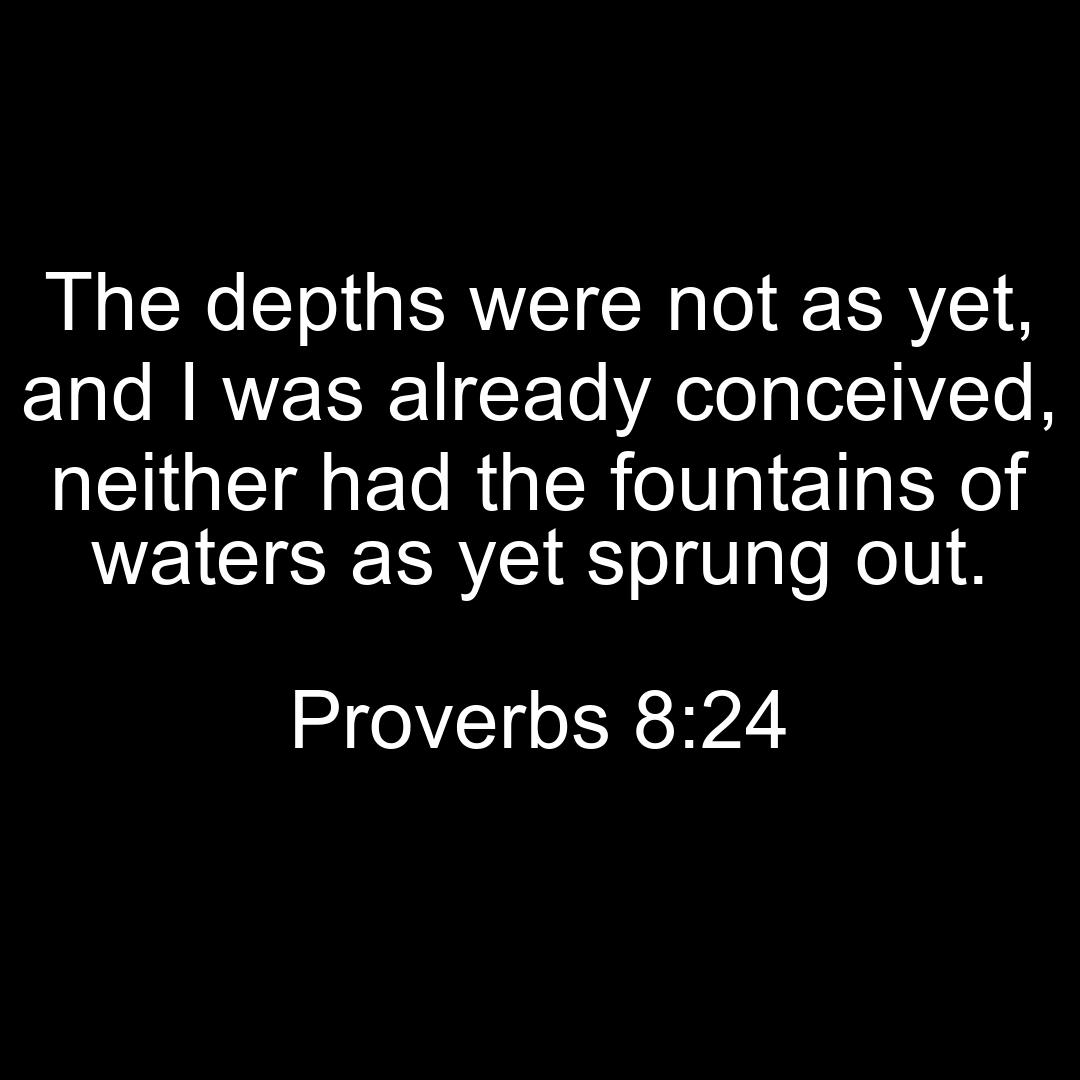 The depths were not as yet,
and I was already conceived,
neither had the fountains of
waters as yet sprung out.
Proverbs 8:24